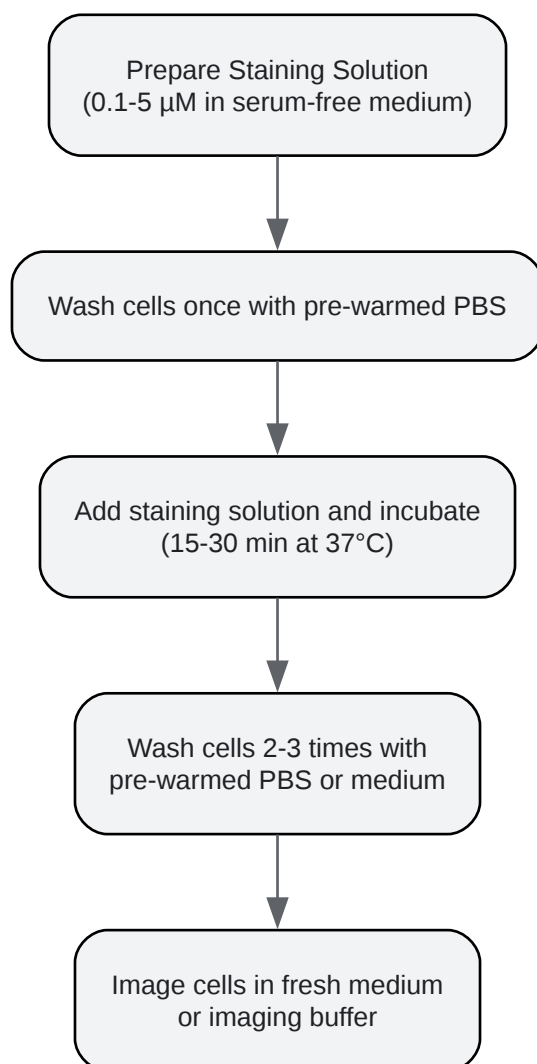 Prepare Staining Solution
(0.1-5 µM in serum-free medium)
Wash cells once with pre-warmed PBS
Add staining solution and incubate
(15-30 min at 37°C)
Wash cells 2-3 times with
pre-warmed PBS or medium
Image cells in fresh medium
or imaging buffer